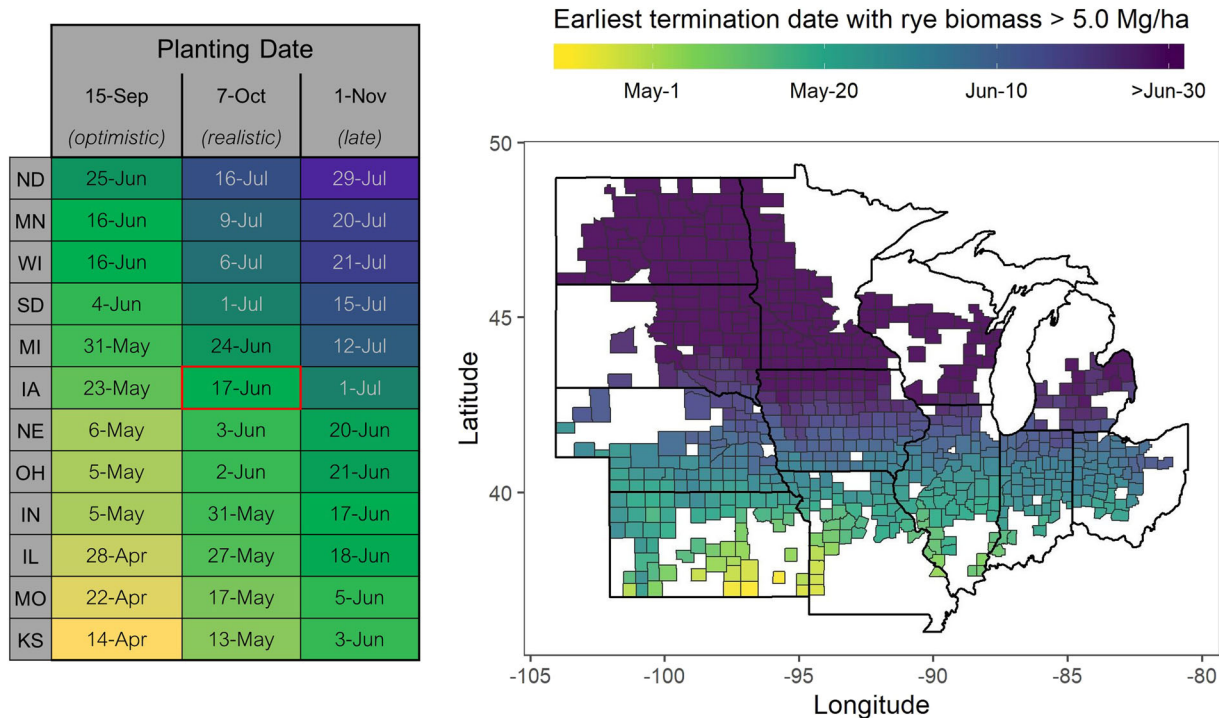 Planting Date
15-Sep 7-Oct 1-Nov
(optimistic) (realistic) (late)
ND 25-Jun 16-Jul 29-Jul
MN 16-Jun 9-Jul 20-Jul
WI 16-Jun 6-Jul 21-Jul
SD 4-Jun 1-Jul 15-Jul
MI 31-May 24-Jun 12-Jul
IA 23-May 17-Jun 1-Jul
NE 6-May 3-Jun 20-Jun
OH 5-May 2-Jun 21-Jun
IN 5-May 31-May 17-Jun
IL 28-Apr 27-May 18-Jun
MO 22-Apr 17-May 5-Jun
KS 14-Apr 13-May 3-Jun
Earliest termination date with rye biomass > 5.0 Mg/ha
May-1 May-20 Jun-10 >Jun-30
50
45
40
Latitude
-105 -100 -95 -90 -85 -80
Longitude